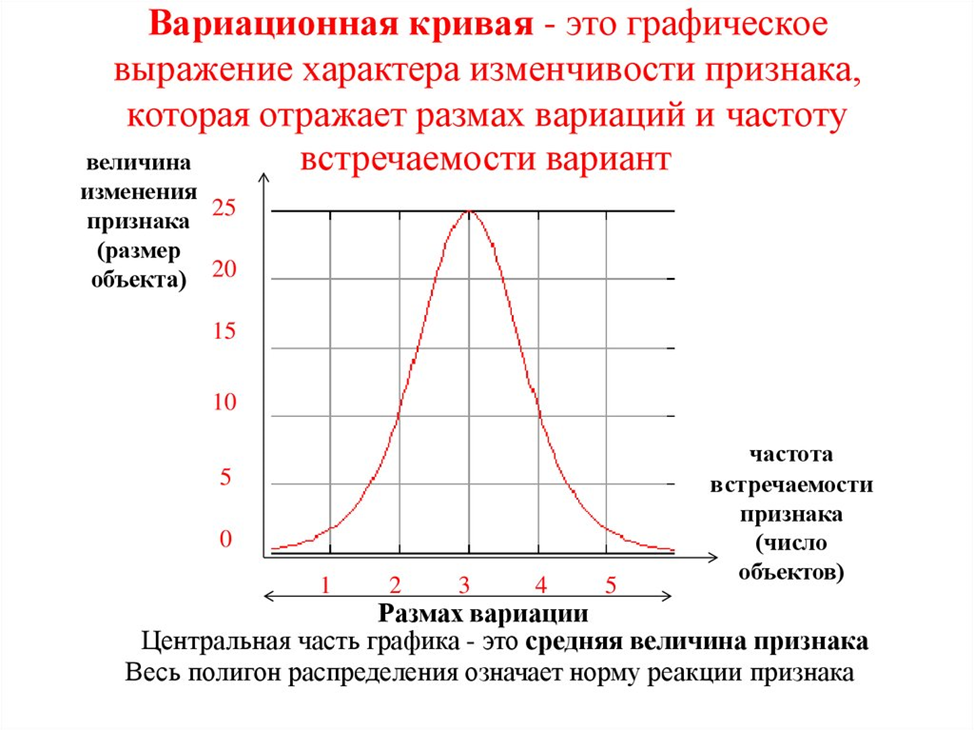 Вариационная кривая - это графическое
выражение характера изменчивости признака,
которая отражает размах вариаций и частоту
встречаемости вариант
величина
изменения
признака
(размер
объекта)
25
20
15
10
5
0
частота
встречаемости
признака
(число
объектов)
1 2 3 4 5
Размах вариации
Центральная часть графика - это средняя величина признака
Весь полигон распределения означает норму реакции признака